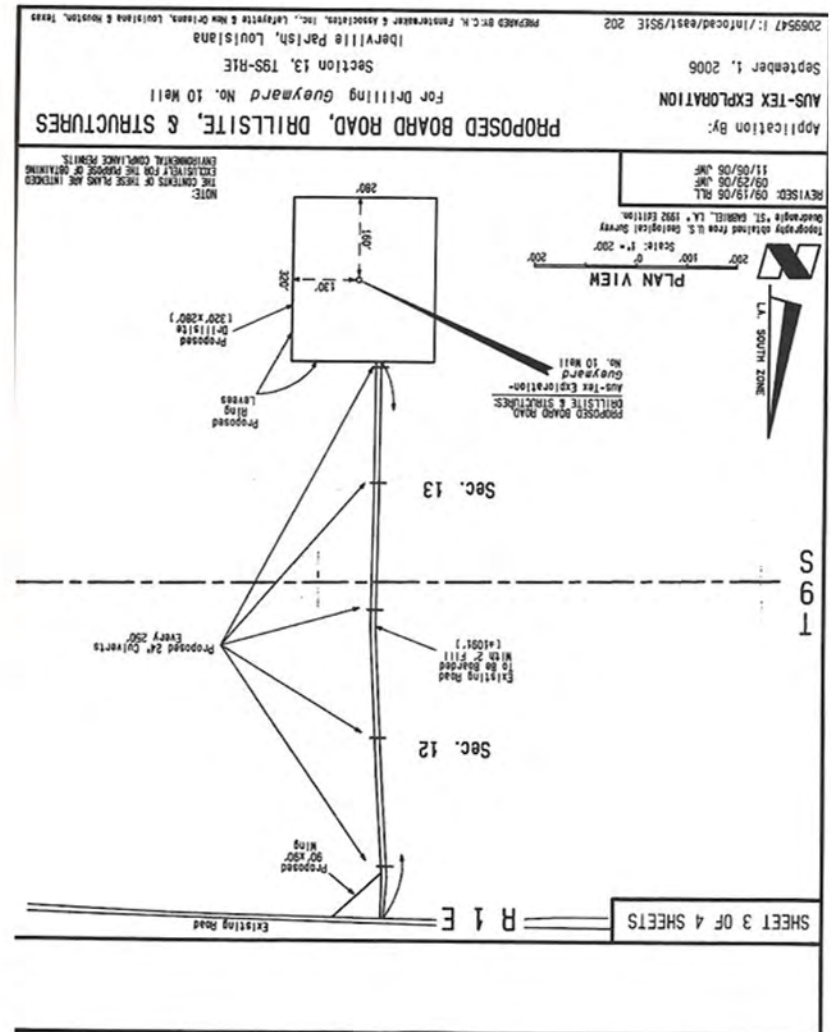 SHEET 3 OF 4 SHEETS
R 1 E
Existing Road
Proposed
90'x90'
Wing
Sec. 12
Existing Road
To Be Boarded
With 2' Fill
(±1091')
Proposed 24" Culverts
Every 250'
T
9
S
Sec. 13
LA. SOUTH ZONE
PROPOSED BOARD ROAD,
DRILLSITE & STRUCTURES:
Aus-Tex Exploration-
Gueymard
No. 10 Well
Proposed
Ring
Levees
Proposed
Drillsite
(320'x280')
130'
320'
160'
280'
PLAN VIEW
200' 100' 0' 200'
Scale: 1"= 200'
Topography obtained from U.S. Geological Survey
Quadrangle "ST. GABRIEL, LA" 1992 Edition.
REVISED: 09/19/06 RLL
09/29/06 JMF
11/06/06 JMF
NOTE:
THE CONTENTS OF THESE PLANS ARE INTENDED
EXCLUSIVELY FOR THE PURPOSE OF OBTAINING
ENVIRONMENTAL COMPLIANCE PERMITS.
Application By:
AUS-TEX EXPLORATION
September 1, 2006
PROPOSED BOARD ROAD, DRILLSITE, & STRUCTURES
For Drilling Gueymard No. 10 Well
Section 13, T9S-R1E
Iberville Parish, Louisiana
2069547 i:/infocad/east/9S1E 202
PREPARED BY: C.H. Fenstermaker & Associates, Inc., Lafayette & New Orleans, Louisiana & Houston, Texas